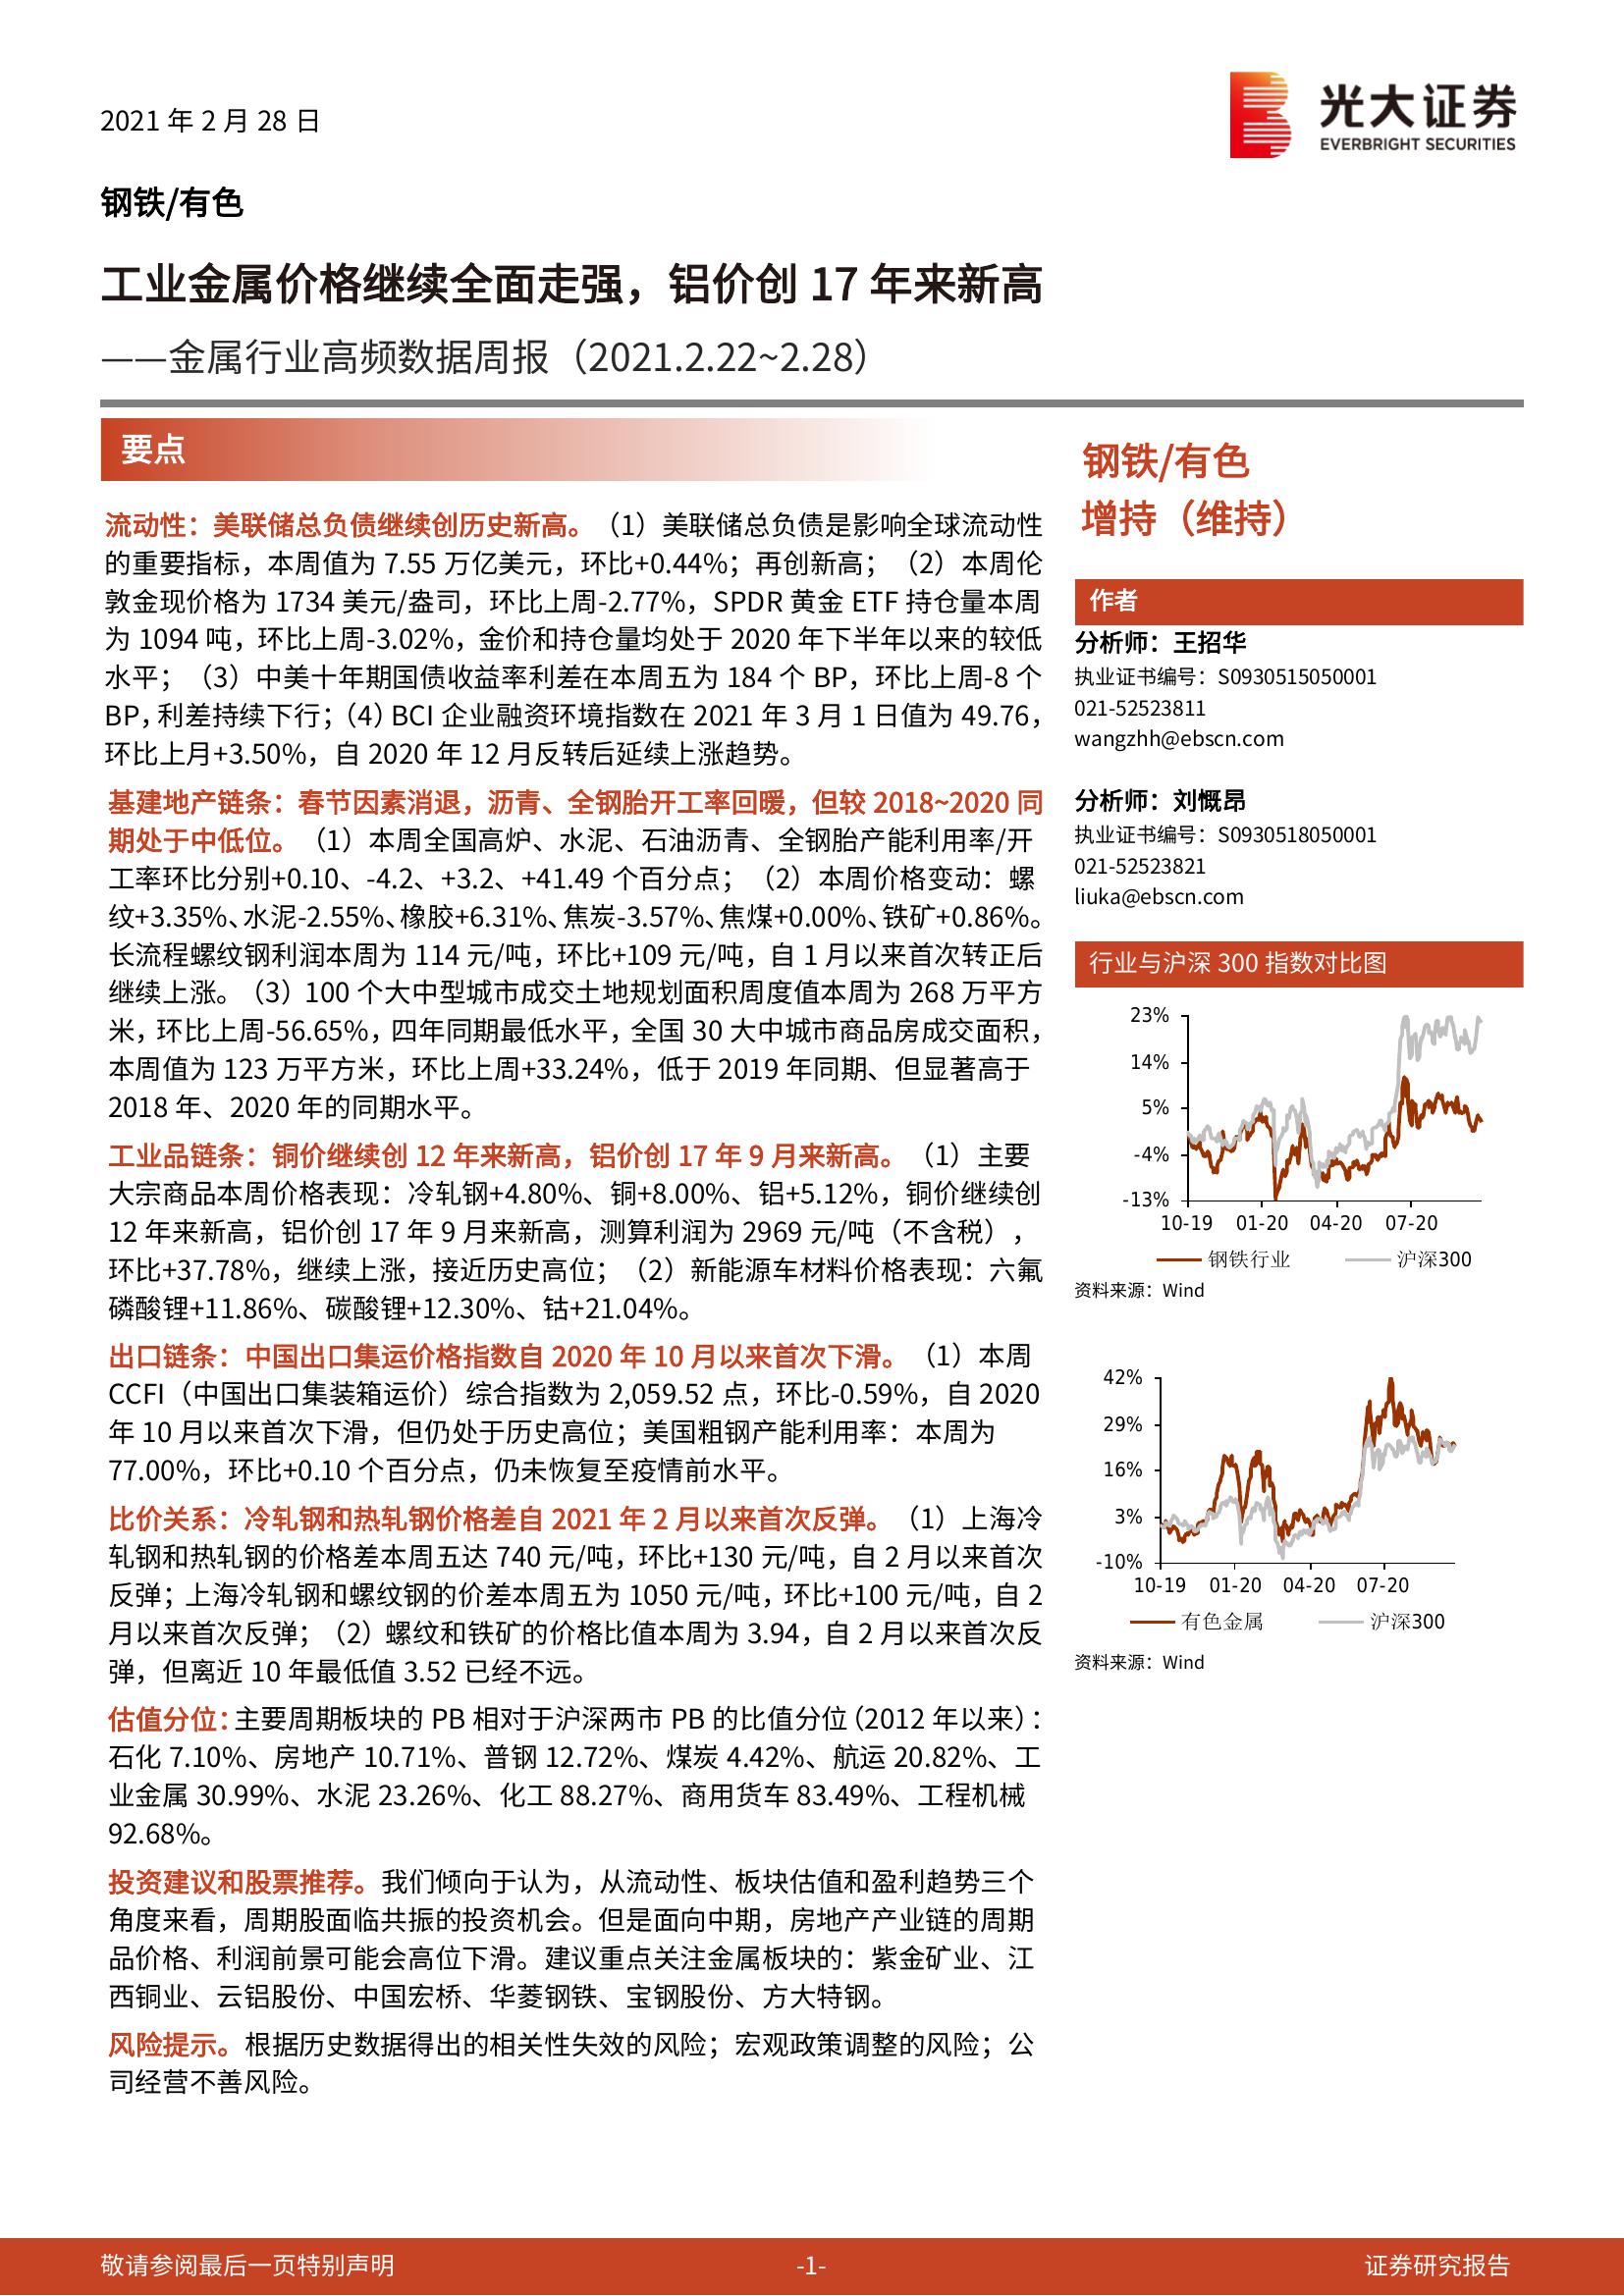 2021 年 2 月 28 日
光大证券
EVERBRIGHT SECURITIES
钢铁/有色
工业金属价格继续全面走强，铝价创 17 年来新高
——金属行业高频数据周报（2021.2.22~2.28）
要点
流动性：美联储总负债继续创历史新高。（1）美联储总负债是影响全球流动性
的重要指标，本周值为 7.55 万亿美元，环比+0.44%；再创新高；（2）本周伦
敦金现价格为 1734 美元/盎司，环比上周-2.77%，SPDR 黄金 ETF 持仓量本周
为 1094 吨，环比上周-3.02%，金价和持仓量均处于 2020 年下半年以来的较低
水平；（3）中美十年期国债收益率利差在本周五为 184 个 BP，环比上周-8 个
BP，利差持续下行；（4）BCI 企业融资环境指数在 2021 年 3 月 1 日值为 49.76，
环比上月+3.50%，自 2020 年 12 月反转后延续上涨趋势。
基建地产链条：春节因素消退，沥青、全钢胎开工率回暖，但较 2018~2020 同
期处于中低位。（1）本周全国高炉、水泥、石油沥青、全钢胎产能利用率/开
工率环比分别+0.10、-4.2、+3.2、+41.49 个百分点；（2）本周价格变动：螺
纹+3.35%、水泥-2.55%、橡胶+6.31%、焦炭-3.57%、焦煤+0.00%、铁矿+0.86%。
长流程螺纹钢利润本周为 114 元/吨，环比+109 元/吨，自 1 月以来首次转正后
继续上涨。（3）100 个大中型城市成交土地规划面积周度值本周为 268 万平方
米，环比上周-56.65%，四年同期最低水平，全国 30 大中城市商品房成交面积，
本周值为 123 万平方米，环比上周+33.24%，低于 2019 年同期、但显著高于
2018 年、2020 年的同期水平。
工业品链条：铜价继续创 12 年来新高，铝价创 17 年 9 月来新高。（1）主要
大宗商品本周价格表现：冷轧钢+4.80%、铜+8.00%、铝+5.12%，铜价继续创
12 年来新高，铝价创 17 年 9 月来新高，测算利润为 2969 元/吨（不含税），
环比+37.78%，继续上涨，接近历史高位；（2）新能源车材料价格表现：六氟
磷酸锂+11.86%、碳酸锂+12.30%、钴+21.04%。
出口链条：中国出口集运价格指数自 2020 年 10 月以来首次下滑。（1）本周
CCFI（中国出口集装箱运价）综合指数为 2,059.52 点，环比-0.59%，自 2020
年 10 月以来首次下滑，但仍处于历史高位；美国粗钢产能利用率：本周为
77.00%，环比+0.10 个百分点，仍未恢复至疫情前水平。
比价关系：冷轧钢和热轧钢价格差自 2021 年 2 月以来首次反弹。（1）上海冷
轧钢和热轧钢的价格差本周五达 740 元/吨，环比+130 元/吨，自 2 月以来首次
反弹；上海冷轧钢和螺纹钢的价差本周五为 1050 元/吨，环比+100 元/吨，自 2
月以来首次反弹；（2）螺纹和铁矿的价格比值本周为 3.94，自 2 月以来首次反
弹，但离近 10 年最低值 3.52 已经不远。
估值分位：主要周期板块的 PB 相对于沪深两市 PB 的比值分位（2012 年以来）：
石化 7.10%、房地产 10.71%、普钢 12.72%、煤炭 4.42%、航运 20.82%、工
业金属 30.99%、水泥 23.26%、化工 88.27%、商用货车 83.49%、工程机械
92.68%。
投资建议和股票推荐。我们倾向于认为，从流动性、板块估值和盈利趋势三个
角度来看，周期股面临共振的投资机会。但是面向中期，房地产产业链的周期
品价格、利润前景可能会高位下滑。建议重点关注金属板块的：紫金矿业、江
西铜业、云铝股份、中国宏桥、华菱钢铁、宝钢股份、方大特钢。
风险提示。根据历史数据得出的相关性失效的风险；宏观政策调整的风险；公
司经营不善风险。
钢铁/有色
增持（维持）
作者
分析师：王招华
执业证书编号：S0930515050001
021-52523811
wangzhh@ebscn.com
分析师：刘慨昂
执业证书编号：S0930518050001
021-52523821
liuka@ebscn.com
行业与沪深 300 指数对比图
23%
14%
5%
-4%
-13%
10-19 01-20 04-20 07-20
钢铁行业 沪深300
资料来源：Wind
42%
29%
16%
3%
-10%
10-19 01-20 04-20 07-20
有色金属 沪深300
资料来源：Wind
敬请参阅最后一页特别声明 -1- 证券研究报告